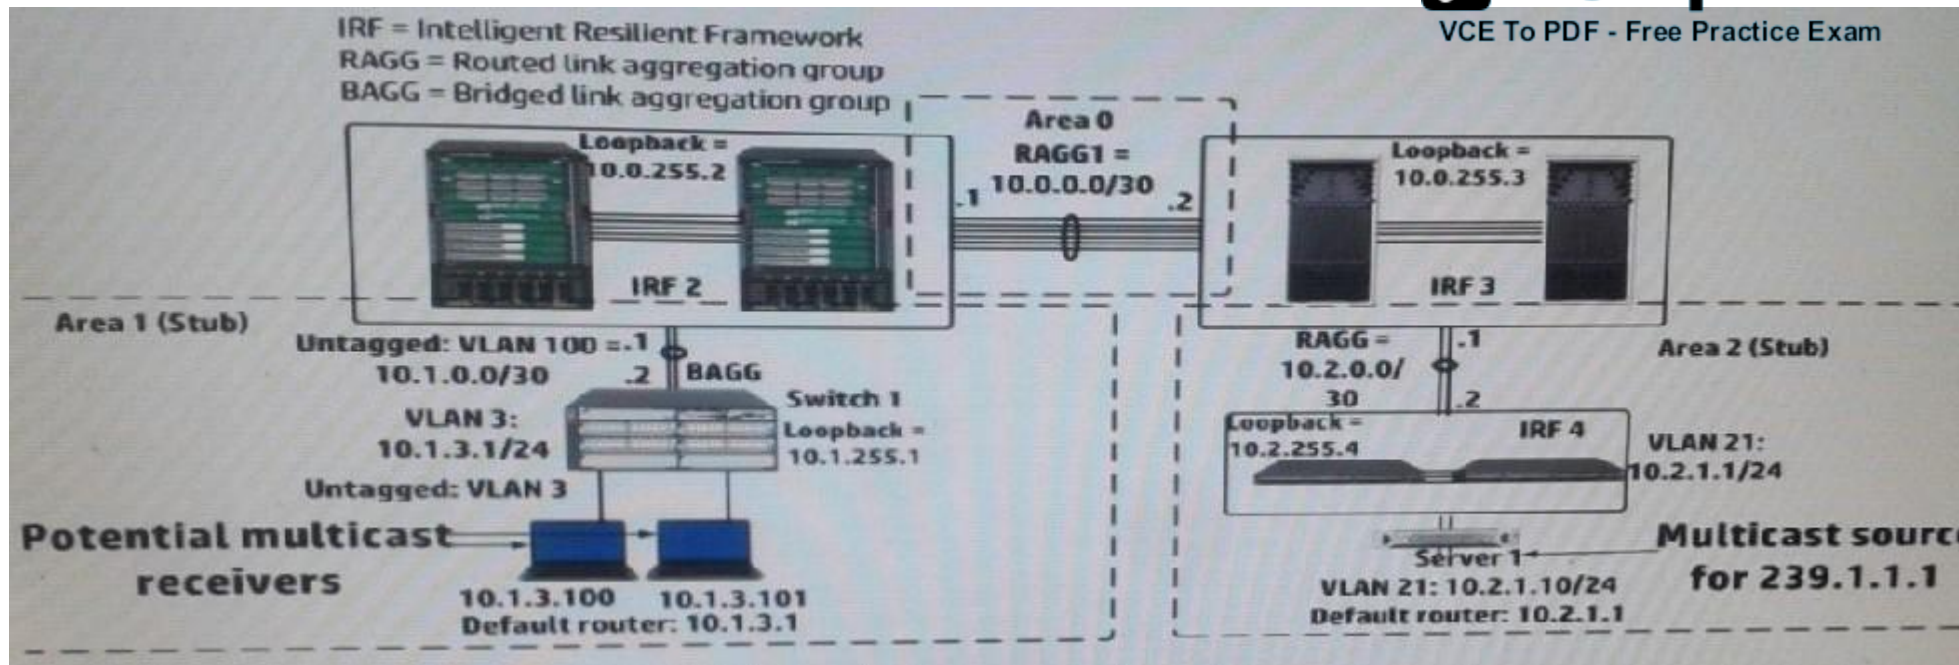 VCE To PDF - Free Practice Exam
IRF = Intelligent Resilient Framework
RAGG = Routed link aggregation group
BAGG = Bridged link aggregation group
Area 0
RAGG1 =
10.0.0.0/30
.1
.2
Loopback =
10.0.255.2
IRF 2
Loopback =
10.0.255.3
IRF 3
Area 1 (Stub)
Untagged: VLAN 100 =.1
10.1.0.0/30
.2
BAGG
Switch 1
VLAN 3:
10.1.3.1/24
Loopback =
10.1.255.1
Untagged: VLAN 3
Potential multicast
receivers
10.1.3.100
10.1.3.101
Default router: 10.1.3.1
RAGG =
10.2.0.0/
30
.1
.2
Area 2 (Stub)
Loopback =
10.2.255.4
IRF 4
VLAN 21:
10.2.1.1/24
Server 1
Multicast sourc
for 239.1.1.1
VLAN 21: 10.2.1.10/24
Default router: 10.2.1.1